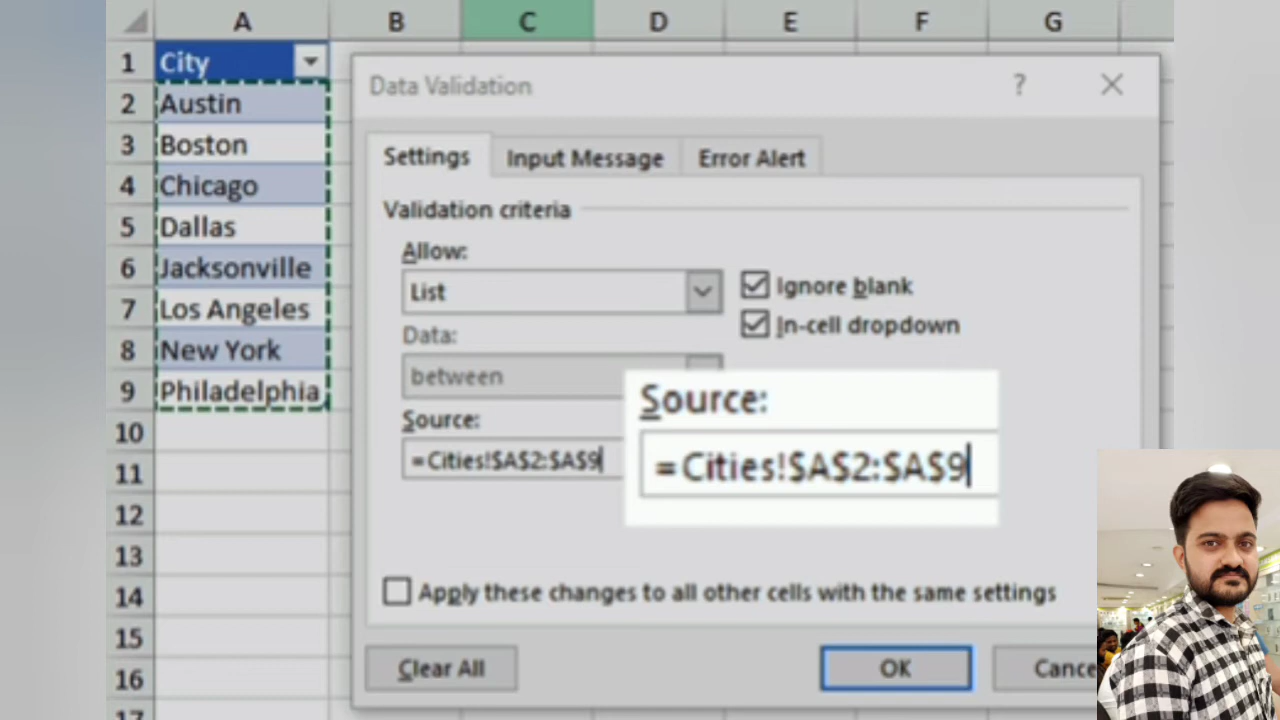 A B C D E F G
1 City
2 Austin
3 Boston
4 Chicago
5 Dallas
6 Jacksonville
7 Los Angeles
8 New York
9 Philadelphia
10
11
12
13
14
15
16
17
Data Validation ? ×
Settings Input Message Error Alert
Validation criteria
Allow:
List
Ignore blank
In-cell dropdown
Data:
between
Source:
=Cities!$A$2:$A$9
Source:
=Cities!$A$2:$A$9
Apply these changes to all other cells with the same settings
Clear All OK Cance